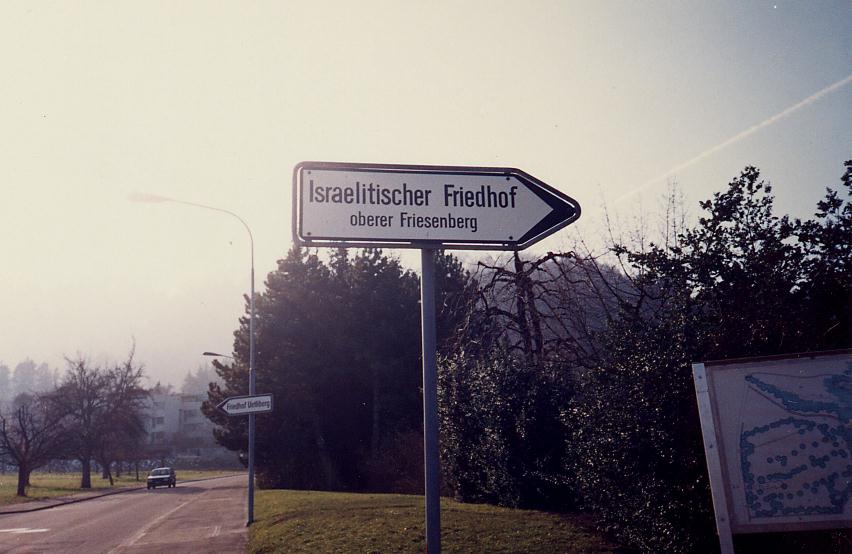 Israelitischer Friedhof
oberer Friesenberg
Friedhof Uetliberg